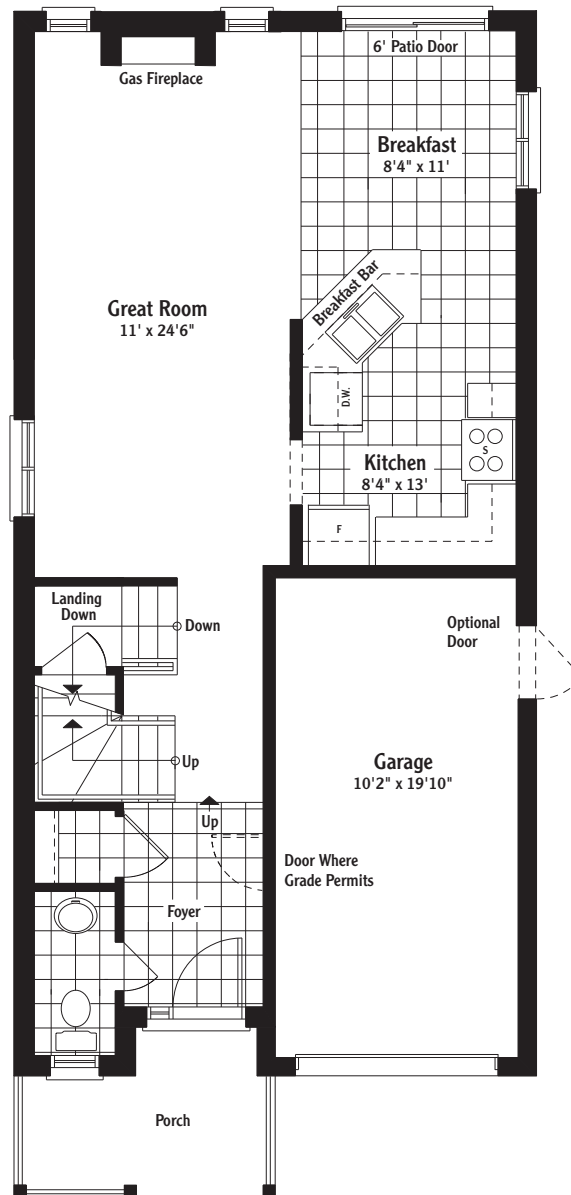 6' Patio Door
Gas Fireplace
Breakfast
8'4" x 11'
Breakfast Bar
Great Room
11' x 24'6"
D.W.
S
Kitchen
8'4" x 13'
F
Landing
Down
Down
Optional
Door
Up
Garage
10'2" x 19'10"
Up
Door Where
Grade Permits
Foyer
Porch